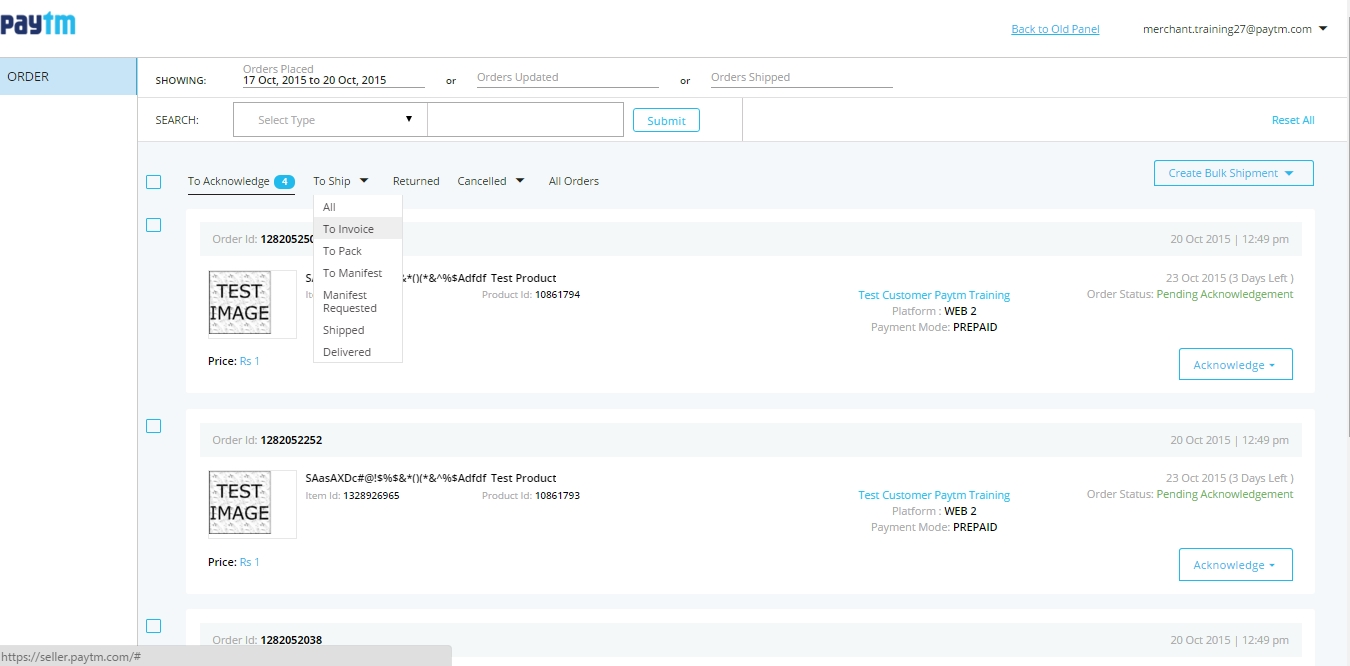 paytm
Back to Old Panel
merchant.training27@paytm.com
ORDER
SHOWING:
Orders Placed
17 Oct, 2015 to 20 Oct, 2015
or
Orders Updated
or
Orders Shipped
SEARCH:
Select Type
Submit
Reset All
To Acknowledge 4
To Ship
Returned
Cancelled
All Orders
Create Bulk Shipment
All
To Invoice
To Pack
To Manifest
Manifest
Requested
Shipped
Delivered
Order Id: 128205250
20 Oct 2015 | 12:49 pm
TEST
IMAGE
&*()(*&^%$Adfdf Test Product
Product Id: 10861794
Price: Rs 1
Test Customer Paytm Training
Platform : WEB 2
Payment Mode: PREPAID
23 Oct 2015 (3 Days Left )
Order Status: Pending Acknowledgement
Acknowledge
Order Id: 1282052252
20 Oct 2015 | 12:49 pm
TEST
IMAGE
SAasAXDc#@!$%$&*()(*&^%$Adfdf Test Product
Item Id: 1328926965 Product Id: 10861793
Price: Rs 1
Test Customer Paytm Training
Platform : WEB 2
Payment Mode: PREPAID
23 Oct 2015 (3 Days Left )
Order Status: Pending Acknowledgement
Acknowledge
Order Id: 1282052038
20 Oct 2015 | 12:49 pm
https://seller.paytm.com/#